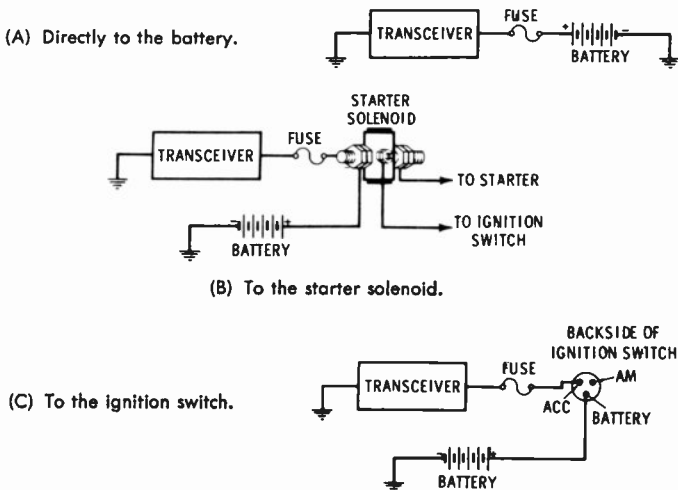 (A) Directly to the battery.
TRANSCEIVER
FUSE
+
-
BATTERY
STARTER
SOLENOID
FUSE
TRANSCEIVER
TO STARTER
TO IGNITION
SWITCH
-
+
BATTERY
(B) To the starter solenoid.
BACKSIDE OF
IGNITION SWITCH
FUSE
AM
TRANSCEIVER
ACC
BATTERY
(C) To the ignition switch.
-
+
BATTERY